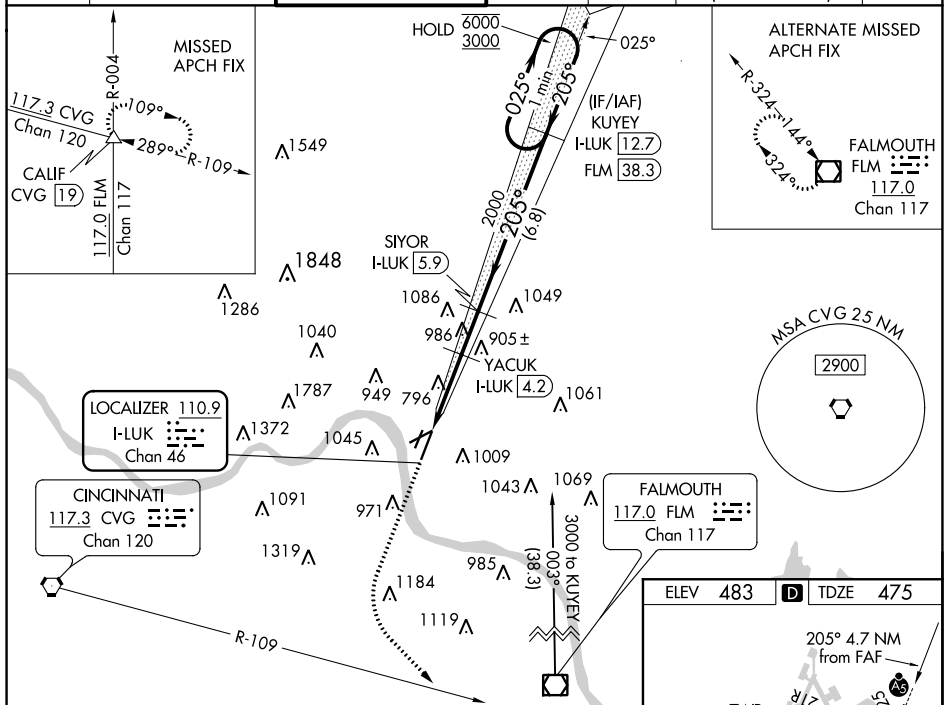 MISSED
APCH FIX
R-004
109°
117.3 CVG
Chan 120
289°
R-109
CALIF
CVG 19
117.0 FLM
Chan 117
HOLD 6000
3000
025°
025°
1 min
205°
(IF/IAF)
KUYEY
I-LUK 12.7
FLM 38.3
2000
205°
(6.8)
ALTERNATE MISSED
APCH FIX
R-324
144°
324°
FALMOUTH
FLM
117.0
Chan 117
1549
1848
1286
1040
SIYOR
I-LUK 5.9
1086
1049
986
905±
YACUK
I-LUK 4.2
1787
949
796
1061
MSA CVG 25 NM
2900
LOCALIZER 110.9
I-LUK
Chan 46
1372
1045
1009
CINCINNATI
117.3 CVG
Chan 120
1091
971
1043
1069
FALMOUTH
117.0 FLM
Chan 117
1319
985
1184
1119
3000 to KUYEY
003°
(38.3)
R-109
ELEV 483 D TDZE 475
205° 4.7 NM
from FAF
A5
21R